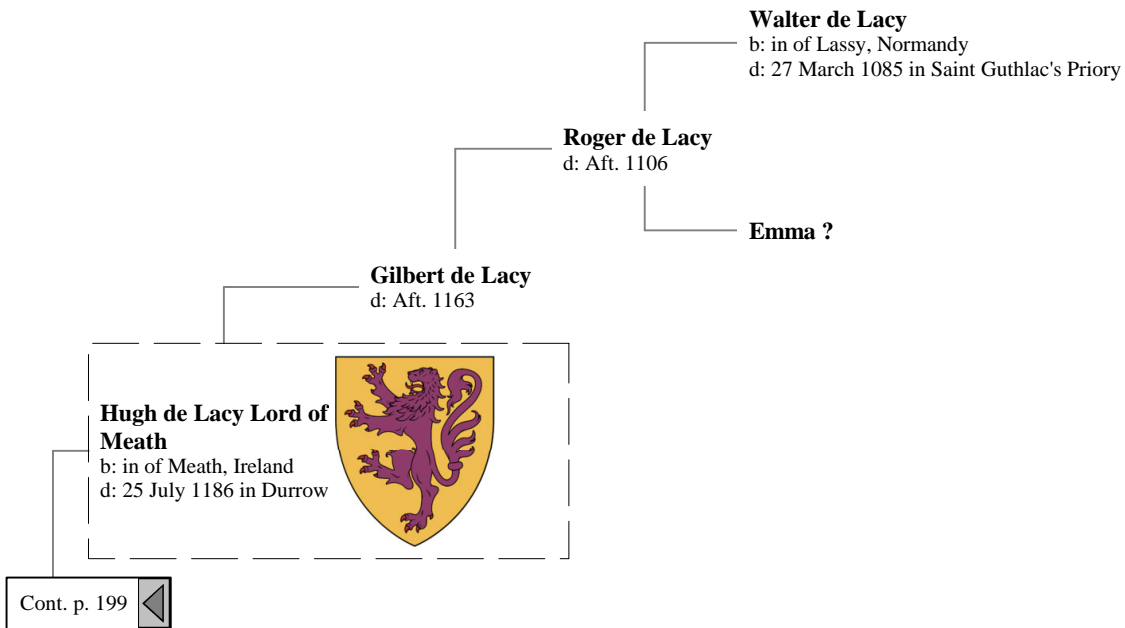 Walter de Lacy
b: in of Lassy, Normandy
d: 27 March 1085 in Saint Guthlac's Priory
Roger de Lacy
d: Aft. 1106
Emma ?
Gilbert de Lacy
d: Aft. 1163
Hugh de Lacy Lord of
Meath
b: in of Meath, Ireland
d: 25 July 1186 in Durrow
Cont. p. 199